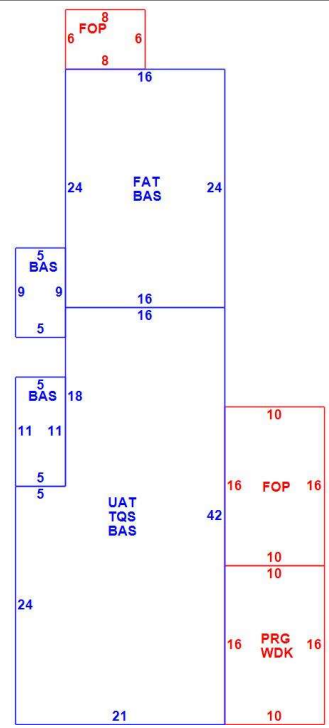 8
FOP
6 6
8
16
24 FAT 24
BAS
5
BAS
9 9
16
5
16
5
BAS 18
11 11
10
5
5
16 FOP 16
UAT
TQS
BAS
42
10
10
24
PRG
WDK
16 16
21
10